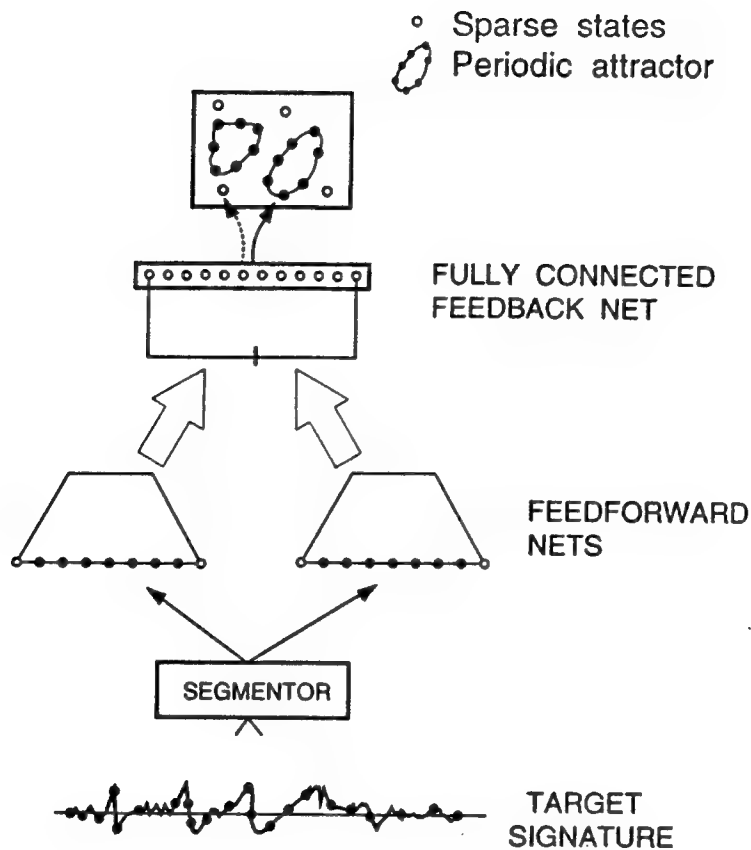 Sparse states
Periodic attractor
FULLY CONNECTED
FEEDBACK NET
FEEDFORWARD
NETS
SEGMENTOR
TARGET
SIGNATURE